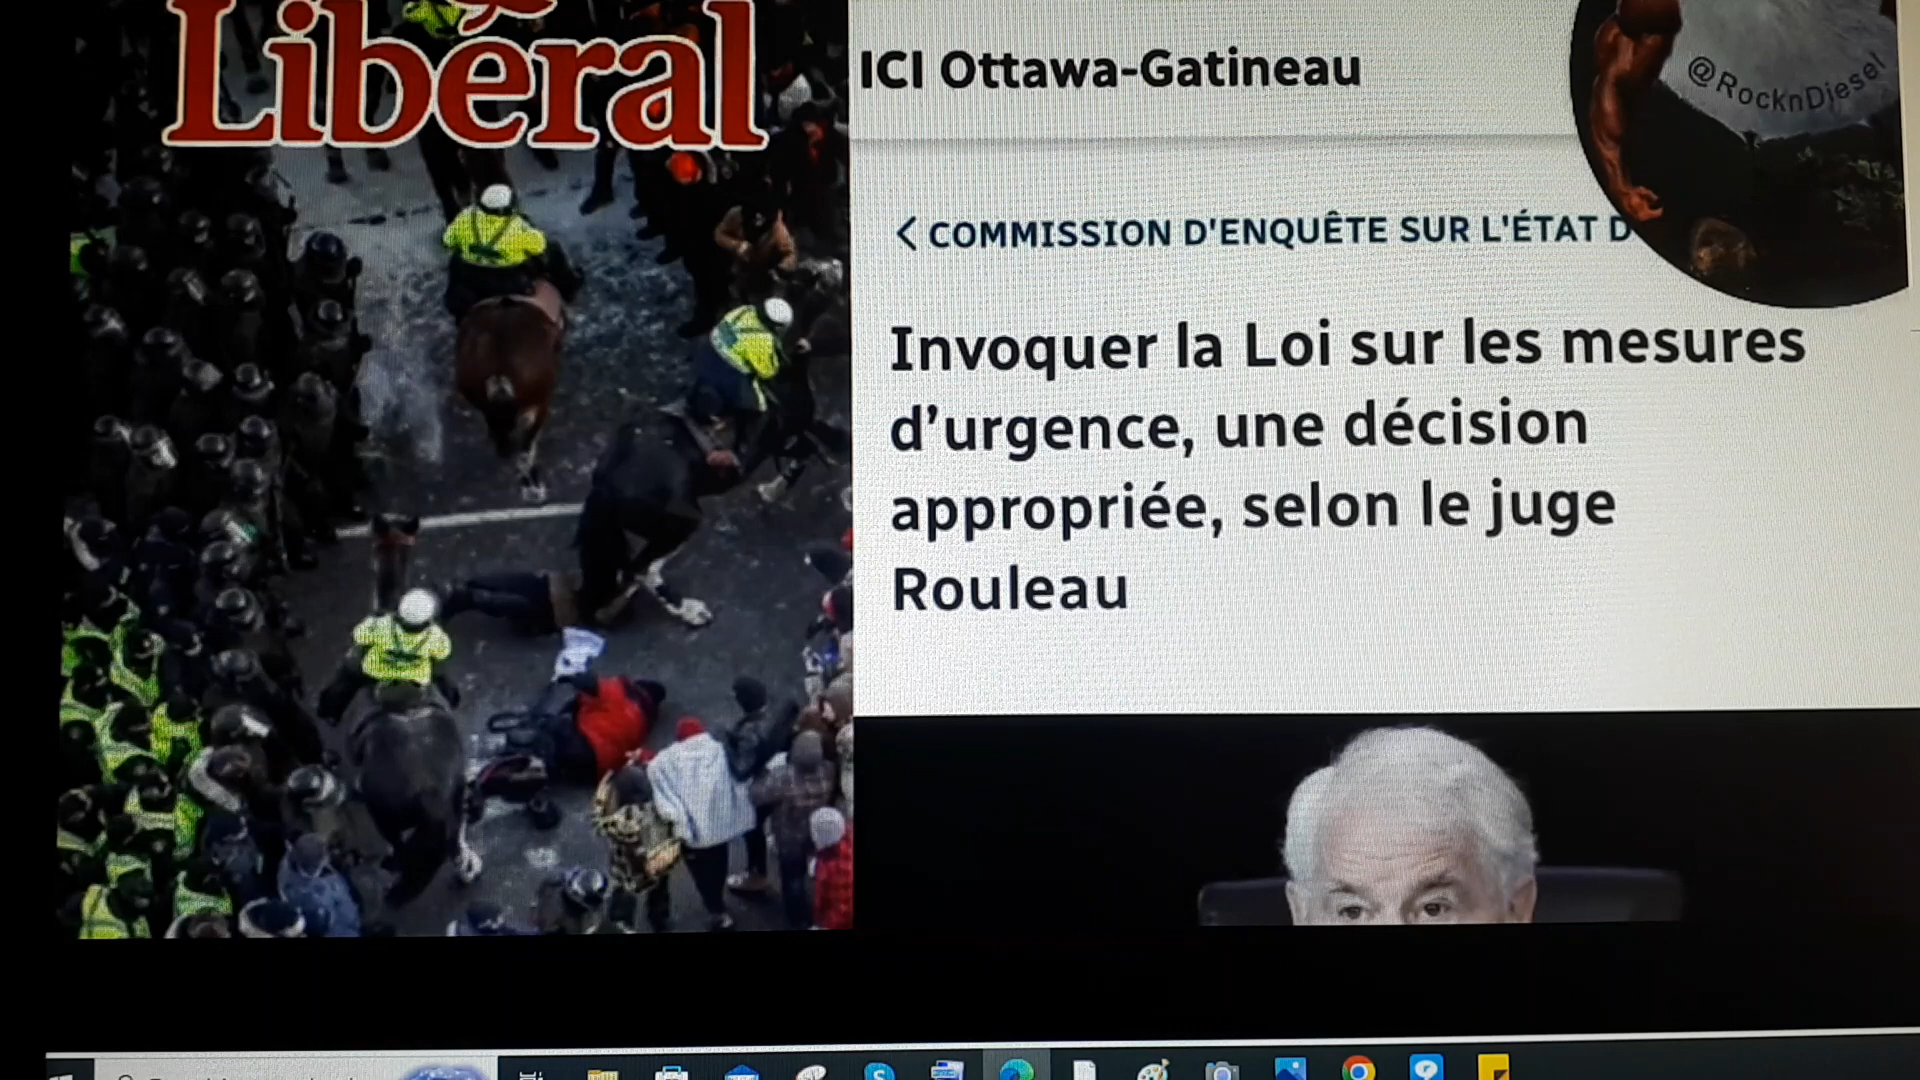 Libéral
ICI Ottawa-Gatineau
@RocknDiesel
< COMMISSION D'ENQUÊTE SUR L'ÉTAT D
Invoquer la Loi sur les mesures
d'urgence, une décision
appropriée, selon le juge
Rouleau